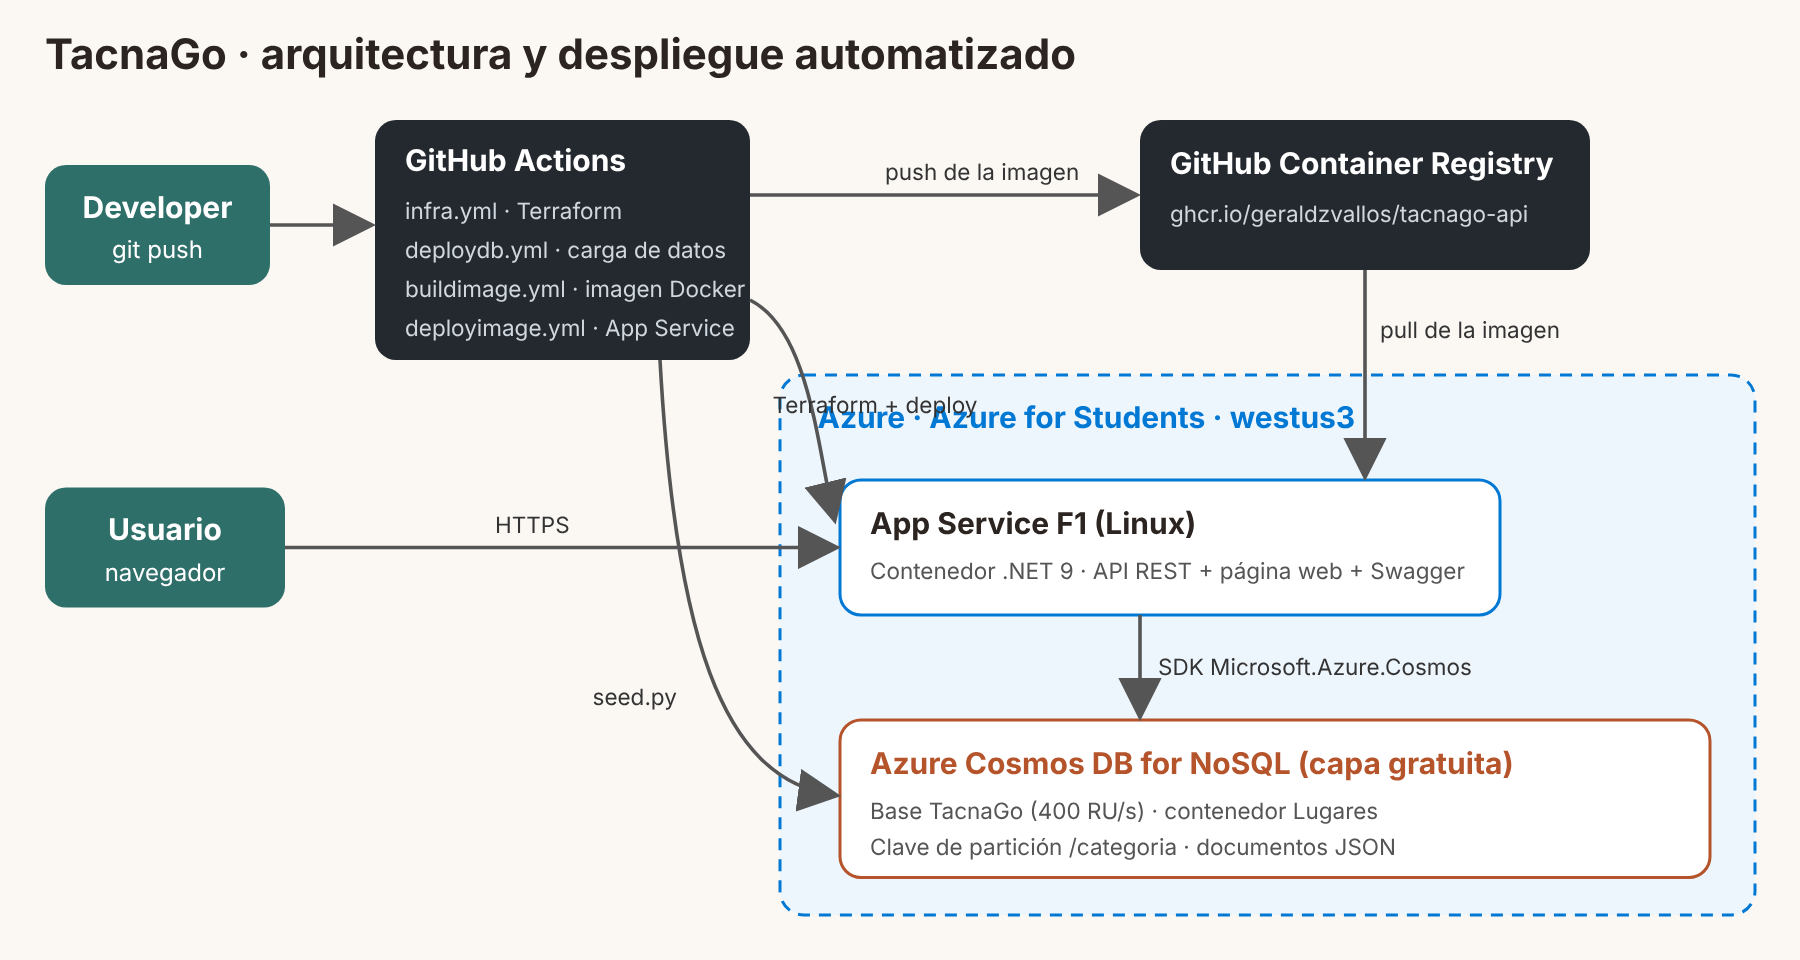 TacnaGo · arquitectura y despliegue automatizado
Developer
git push
GitHub Actions
infra.yml · Terraform
deploydb.yml · carga de datos
buildimage.yml · imagen Docker
deployimage.yml · App Service
push de la imagen
GitHub Container Registry
ghcr.io/geraldzvallos/tacnago-api
pull de la imagen
Terraform + deploy
Azure · Azure for Students · westus3
Usuario
navegador
HTTPS
App Service F1 (Linux)
Contenedor .NET 9 · API REST + página web + Swagger
SDK Microsoft.Azure.Cosmos
seed.py
Azure Cosmos DB for NoSQL (capa gratuita)
Base TacnaGo (400 RU/s) · contenedor Lugares
Clave de partición /categoria · documentos JSON